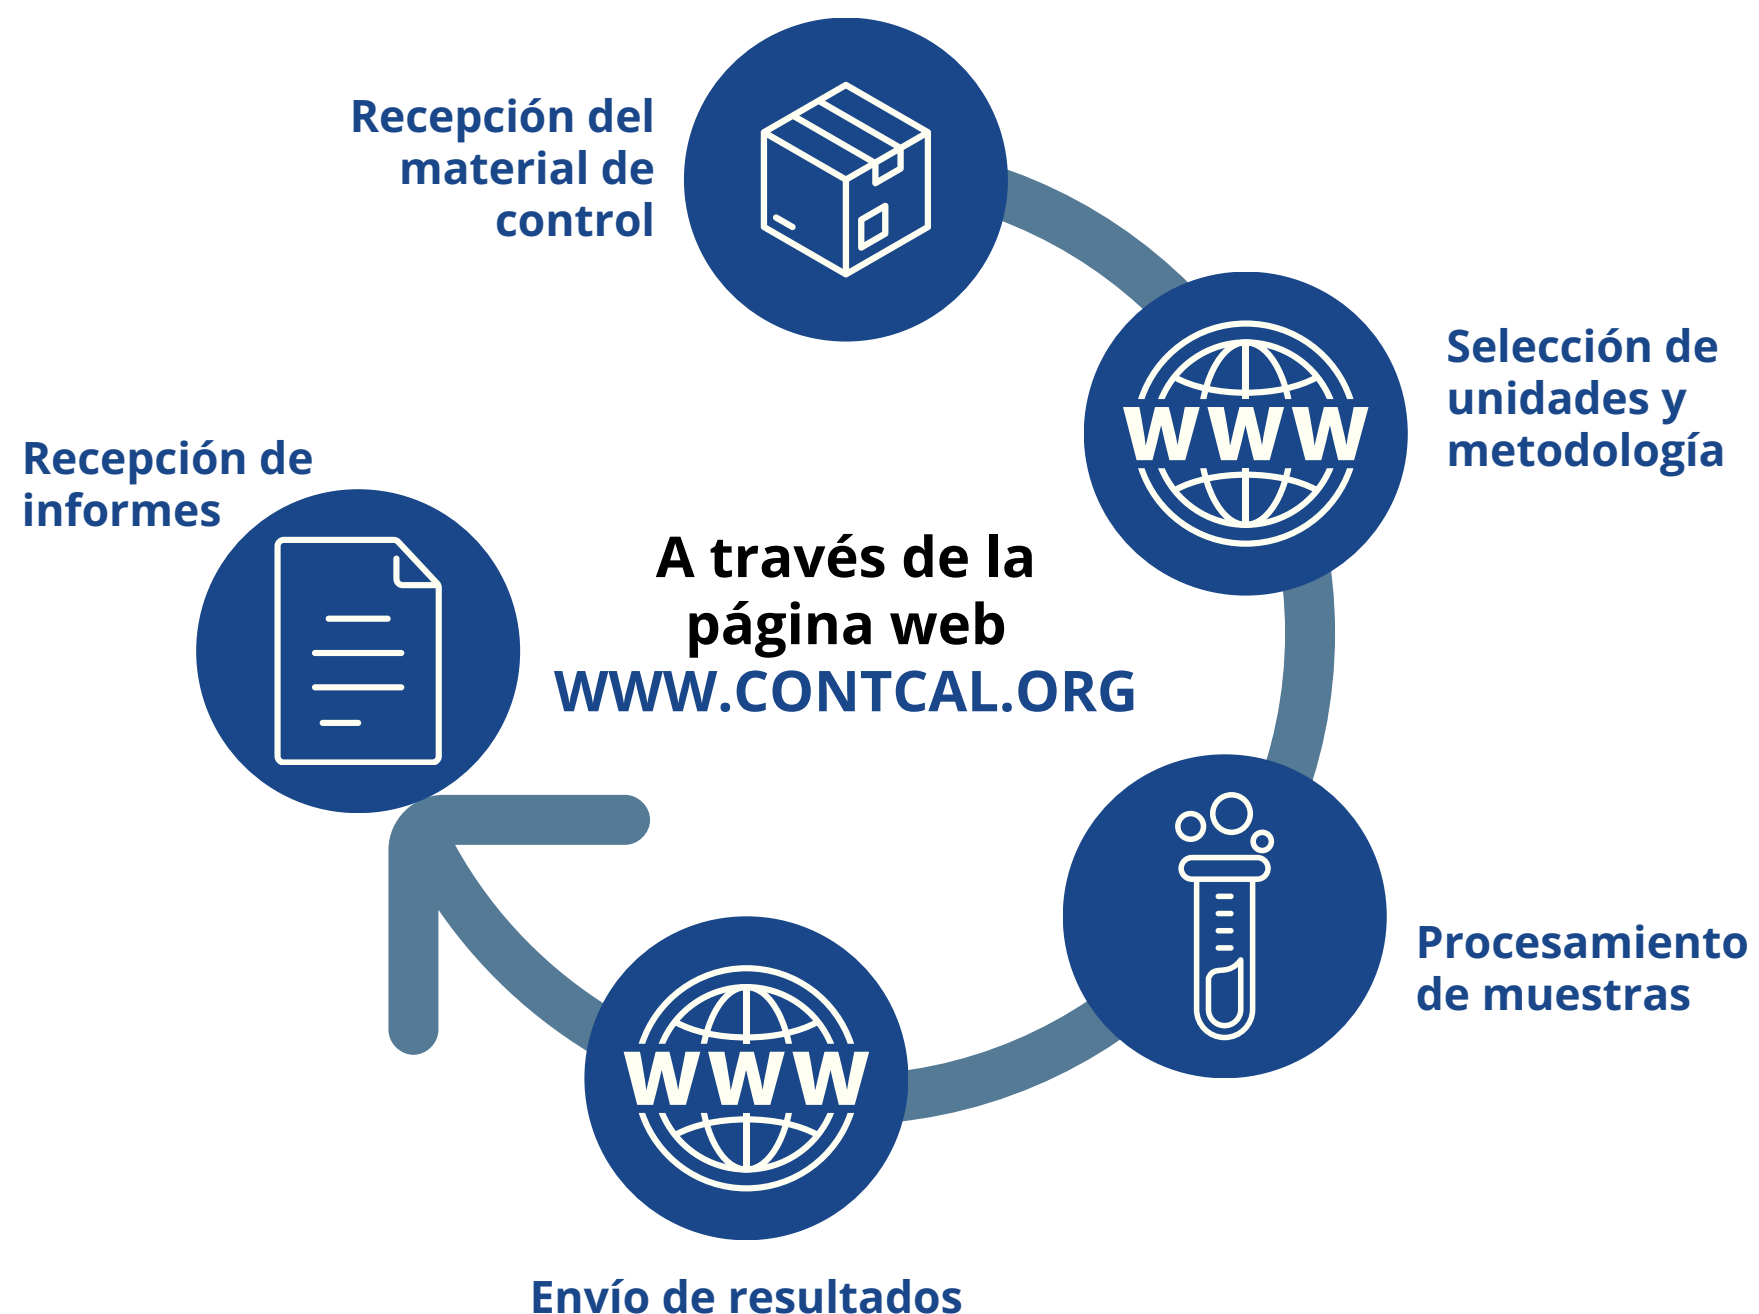 Recepción del
material de
control
WWW
Selección de
unidades y
metodología
Recepción de
informes
A través de la
página web
WWW.CONTCAL.ORG
Procesamiento
de muestras
WWW
Envío de resultados